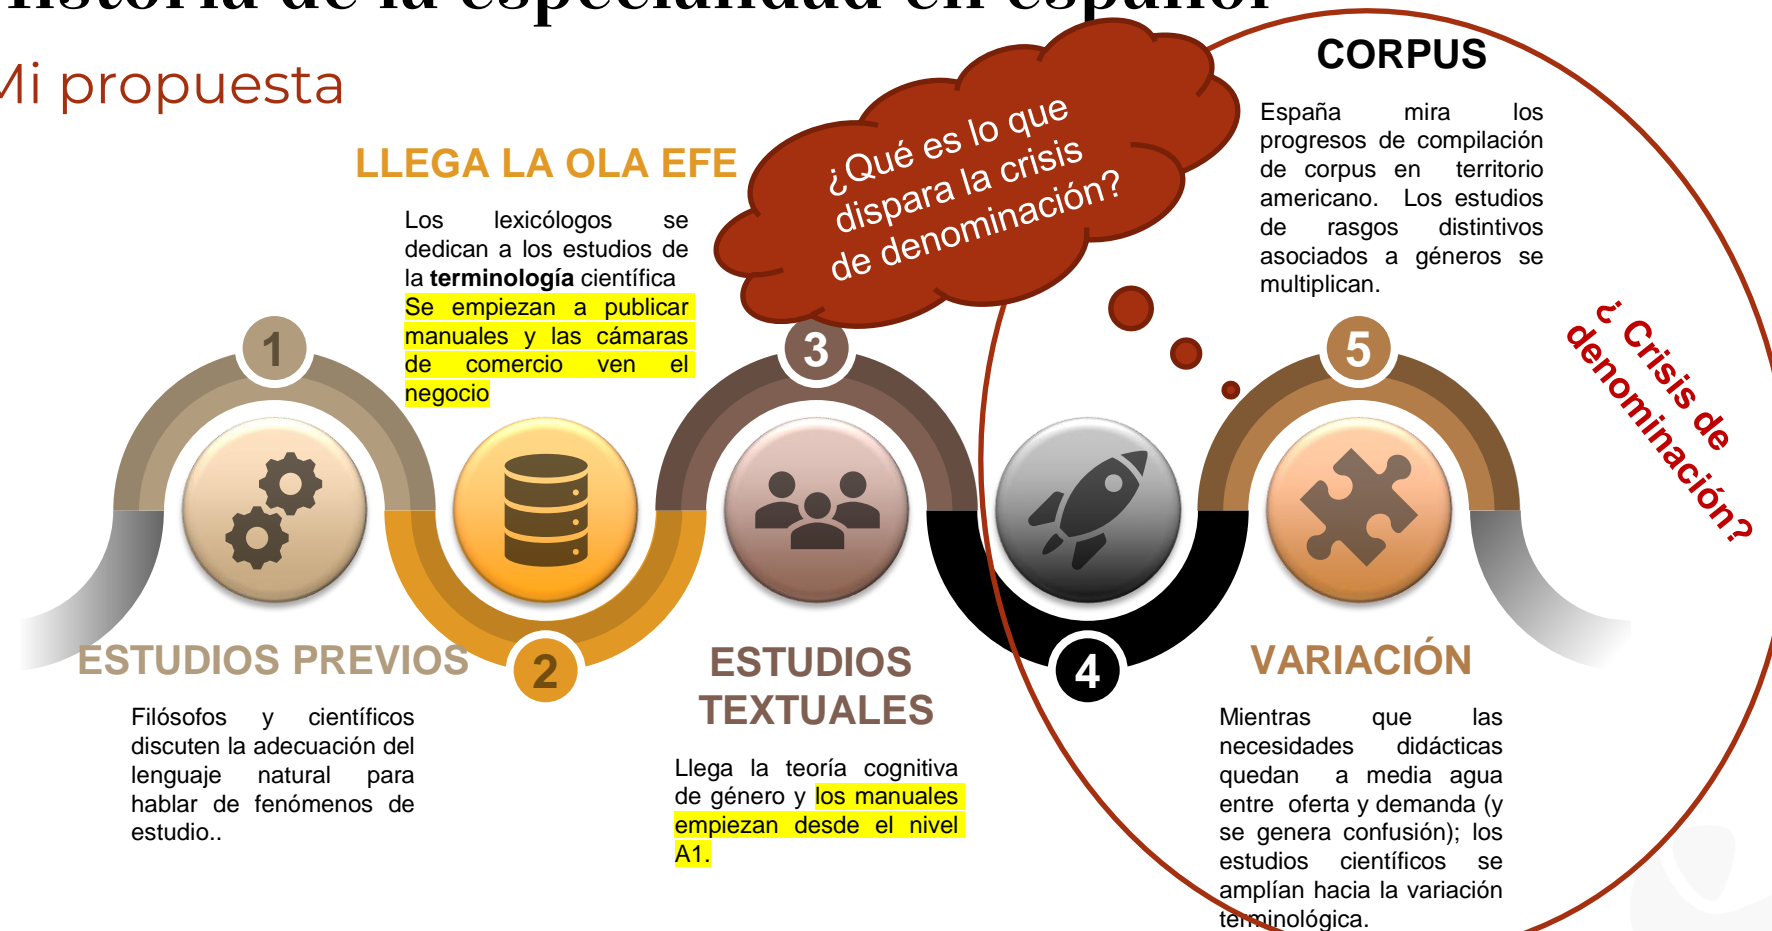 Historia de la especialidad en español
Mi propuesta
LLEGA LA OLA EFE
Los lexicólogos se
dedican a los estudios de
la terminología científica
Se empiezan a publicar
manuales y las cámaras
de comercio ven el
negocio
¿Qué es lo que
dispara la crisis
de denominación?
CORPUS
España mira los
progresos de compilación
de corpus en territorio
americano. Los estudios
de rasgos distintivos
asociados a géneros se
multiplican.
¿ Crisis de
denominación?
1
3
5
ESTUDIOS PREVIOS
Filósofos y científicos
discuten la adecuación del
lenguaje natural para
hablar de fenómenos de
estudio..
2
ESTUDIOS
TEXTUALES
Llega la teoría cognitiva
de género y los manuales
empiezan desde el nivel
A1.
4
VARIACIÓN
Mientras que las
necesidades didácticas
quedan a media agua
entre oferta y demanda (y
se genera confusión); los
estudios científicos se
amplían hacia la variación
terminológica.